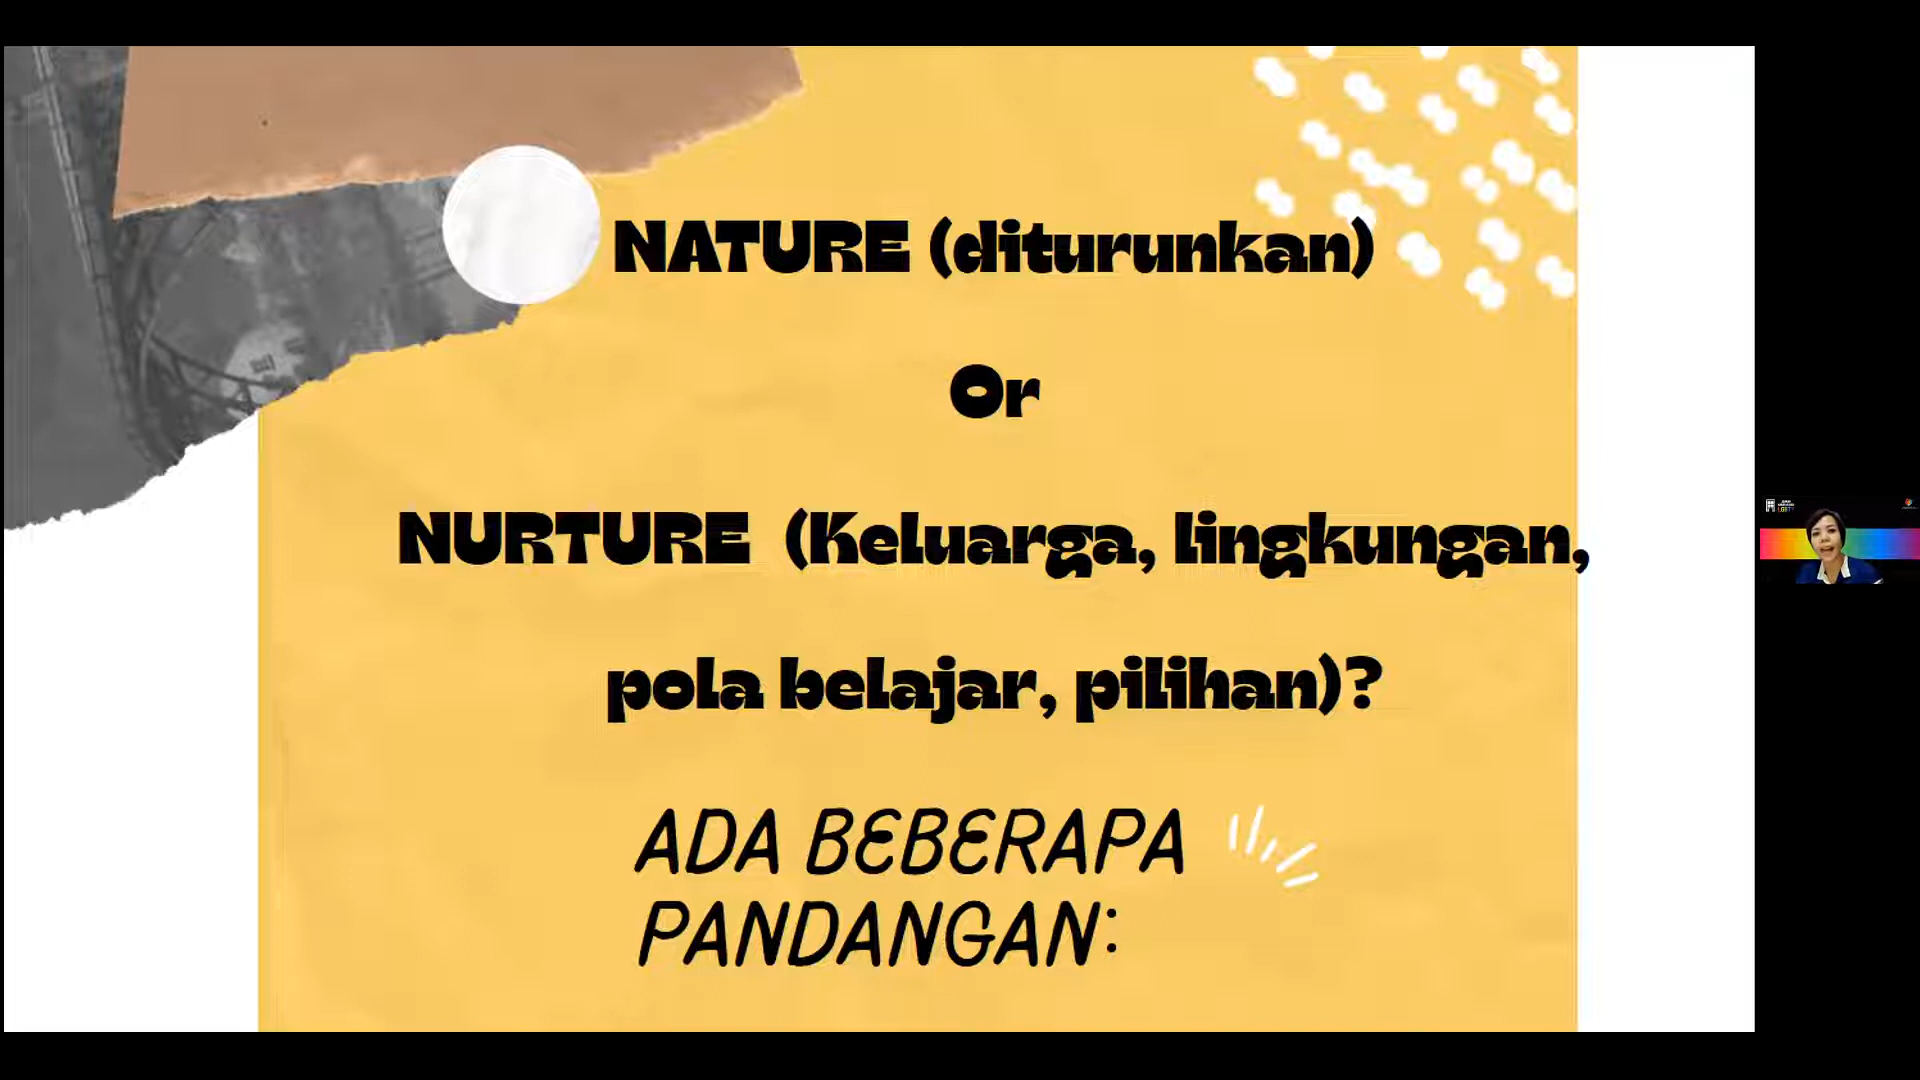 NATURE (diturunkan)
Or
NURTURE (Keluarga, lingkungan,
pola belajar, pilihan)?
ADA BEBERAPA
PANDANGAN: